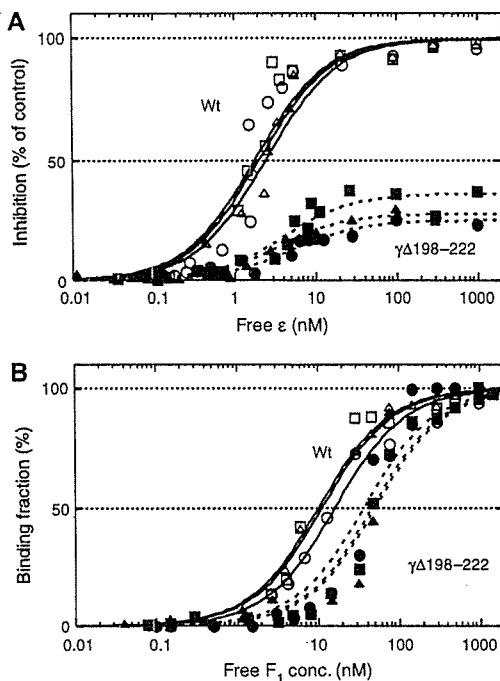 A
Inhibition (% of control)
100
50
0
Wt
γΔ198–222
0.01 0.1 1 10 100 1000
Free ε (nM)
B
Binding fraction (%)
100
50
0
Wt
γΔ198–222
0.01 0.1 1 10 100 1000
Free F1 conc. (nM)